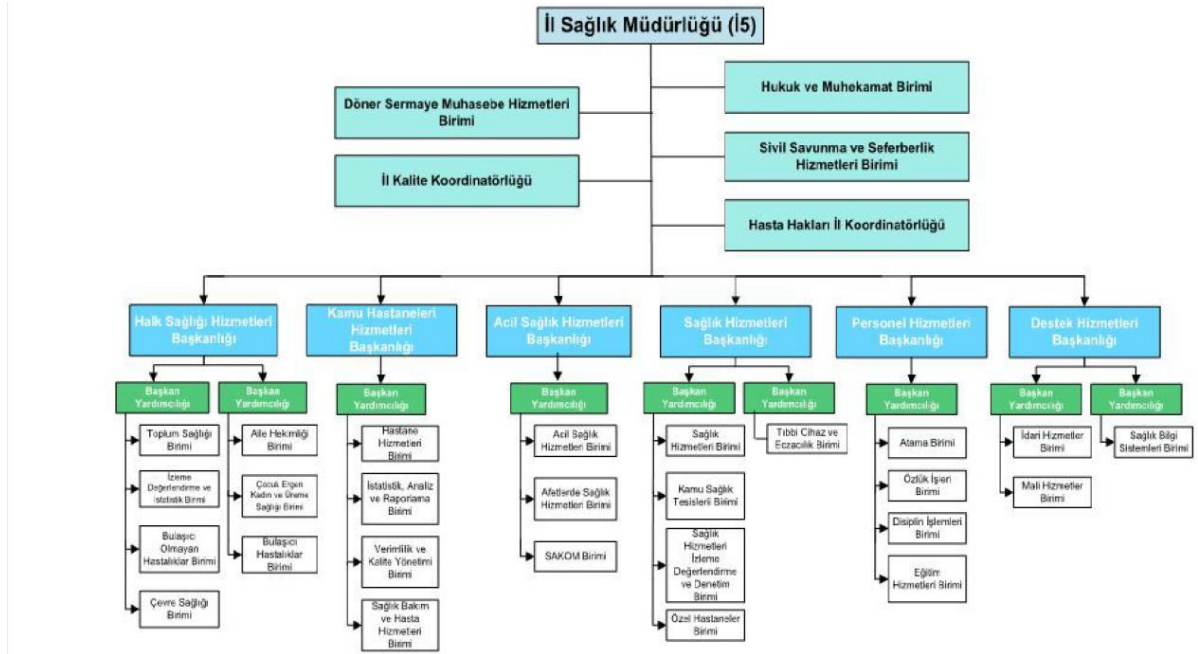 İl Sağlık Müdürlüğü (İ5)
Hukuk ve Muhekamat Birimi
Döner Sermaye Muhasebe Hizmetleri
Birimi
Sivil Savunma ve Seferberlik
Hizmetleri Birimi
İl Kalite Koordinatörlüğü
Hasta Hakları İl Koordinatörlüğü
Halk Sağlığı Hizmetleri
Başkanlığı
Kamu Hastaneleri
Hizmetleri
Başkanlığı
Acil Sağlık Hizmetleri
Başkanlığı
Sağlık Hizmetleri
Başkanlığı
Personel Hizmetleri
Başkanlığı
Destek Hizmetleri
Başkanlığı
Başkan
Yardımcılığı
Toplum Sağlığı
Birimi
İzleme
Değerlendirme ve
İstatistik Birimi
Bulaşıcı
Olmayan
Hastalıklar Birimi
Çevre Sağlığı
Birimi
Başkan
Yardımcılığı
Aile Hekimliği
Birimi
Çocuk Ergen
Kadın ve Üreme
Sağlığı Birimi
Bulaşıcı
Hastalıklar Birimi
Başkan
Yardımcılığı
Hastane
Hizmetleri
Birimi
İstatistik, Analiz
ve Raporlama
Birimi
Verimlilik ve
Kalite Yönetimi
Birimi
Sağlık Bakım
ve Hasta
Hizmetleri
Birimi
Başkan
Yardımcılığı
Acil Sağlık
Hizmetleri Birimi
Afetlerde Sağlık
Hizmetleri Birimi
SAKOM Birimi
Başkan
Yardımcılığı
Sağlık
Hizmetleri Birimi
Kamu Sağlık
Tesisleri Birimi
Sağlık
Hizmetleri
İzleme
Değerlendirme
ve Denetim
Birimi
Özel Hastaneler
Birimi
Başkan
Yardımcılığı
Tıbbi Cihaz ve
Eczacılık Birimi
Başkan
Yardımcılığı
Atama Birimi
Özlük İşleri
Birimi
Disiplin İşlemleri
Birimi
Eğitim
Hizmetleri Birimi
Başkan
Yardımcılığı
İdari Hizmetler
Birimi
Mali Hizmetler
Birimi
Başkan
Yardımcılığı
Sağlık Bilgi
Sistemleri Birimi